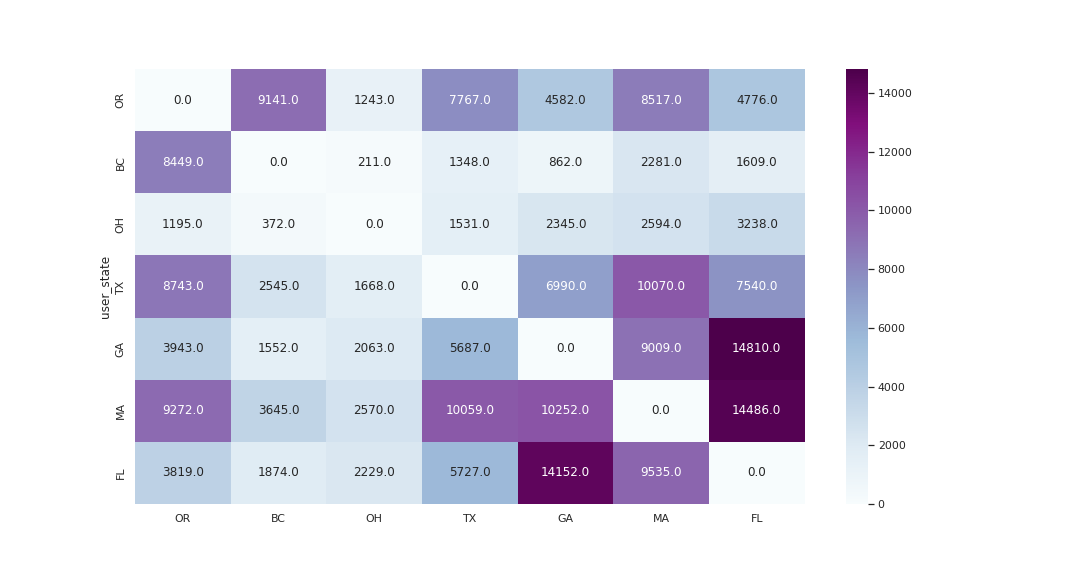 OR 0.0 9141.0 1243.0 7767.0 4582.0 8517.0 4776.0
BC 8449.0 0.0 211.0 1348.0 862.0 2281.0 1609.0
OH 1195.0 372.0 0.0 1531.0 2345.0 2594.0 3238.0
TX 8743.0 2545.0 1668.0 0.0 6990.0 10070.0 7540.0
GA 3943.0 1552.0 2063.0 5687.0 0.0 9009.0 14810.0
MA 9272.0 3645.0 2570.0 10059.0 10252.0 0.0 14486.0
FL 3819.0 1874.0 2229.0 5727.0 14152.0 9535.0 0.0
OR BC OH TX GA MA FL
user_state
14000
12000
10000
8000
6000
4000
2000
0